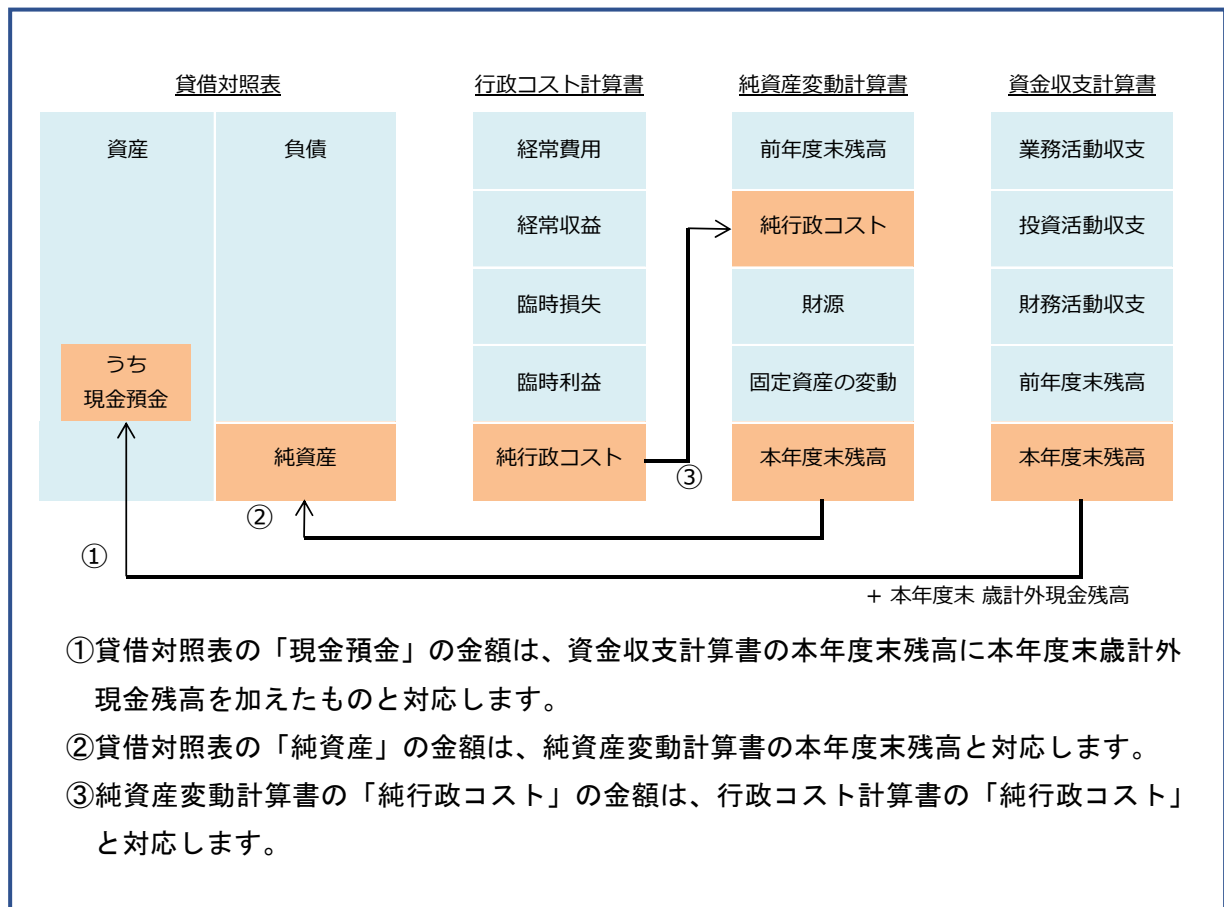 貸借対照表
行政コスト計算書
純資産変動計算書
資金収支計算書
資産
負債
経常費用
前年度末残高
業務活動収支
経常収益
純行政コスト
投資活動収支
臨時損失
財源
財務活動収支
うち
現金預金
臨時利益
固定資産の変動
前年度末残高
純資産
純行政コスト
本年度末残高
本年度末残高
③
②
①
+ 本年度末 歳計外現金残高
①貸借対照表の「現金預金」の金額は、資金収支計算書の本年度末残高に本年度末歳計外
現金残高を加えたものと対応します。
②貸借対照表の「純資産」の金額は、純資産変動計算書の本年度末残高と対応します。
③純資産変動計算書の「純行政コスト」の金額は、行政コスト計算書の「純行政コスト」
と対応します。